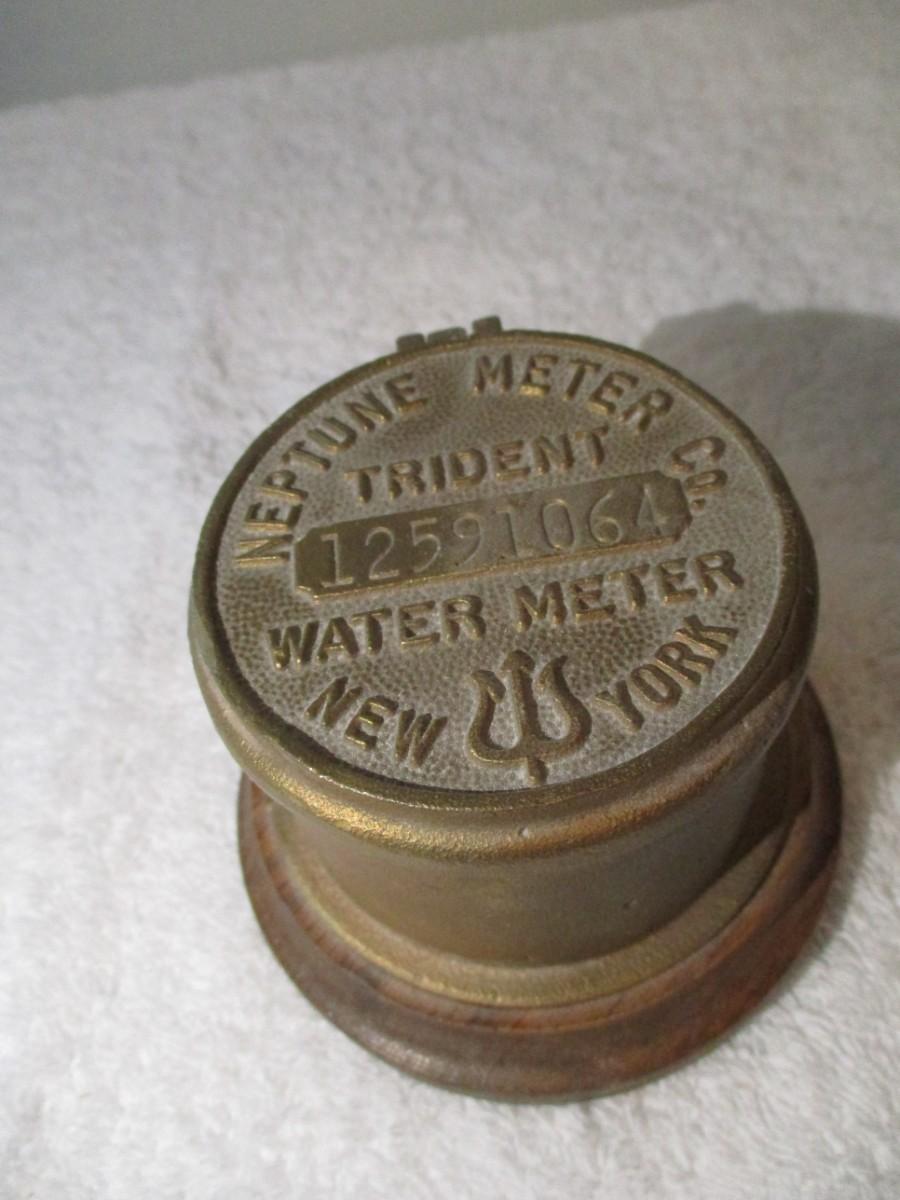 NEPTUNE METER CO.
TRIDENT
12591064
WATER METER
NEW YORK